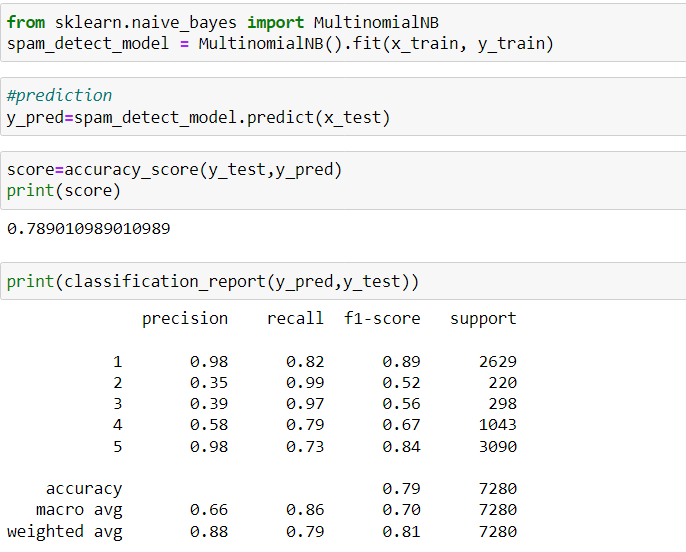 from sklearn.naive_bayes import MultinomialNB
spam_detect_model = MultinomialNB().fit(x_train, y_train)
#prediction
y_pred=spam_detect_model.predict(x_test)
score=accuracy_score(y_test,y_pred)
print(score)
0.789010989010989
print(classification_report(y_pred,y_test))
precision recall f1-score support
1 0.98 0.82 0.89 2629
2 0.35 0.99 0.52 220
3 0.39 0.97 0.56 298
4 0.58 0.79 0.67 1043
5 0.98 0.73 0.84 3090
accuracy 0.79 7280
macro avg 0.66 0.86 0.70 7280
weighted avg 0.88 0.79 0.81 7280